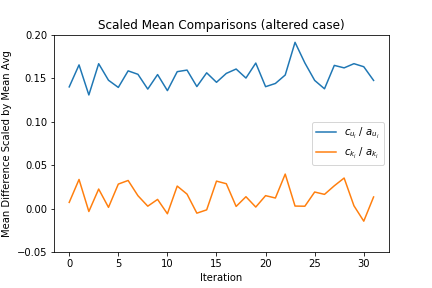 Scaled Mean Comparisons (altered case)
Mean Difference Scaled by Mean Avg
0.20
0.15
0.10
0.05
0.00
−0.05
c_{u_i} / a_{u_i}
c_{k_i} / a_{k_i}
0 5 10 15 20 25 30
Iteration